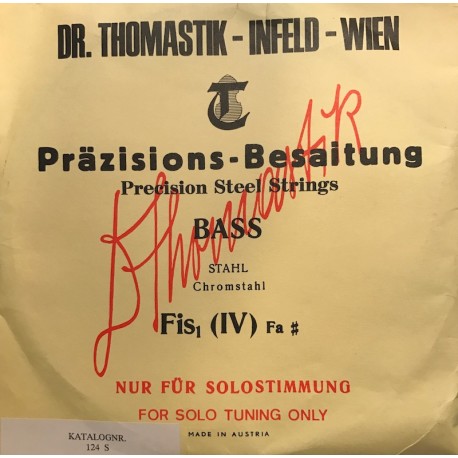 DR. THOMASTIK - INFELD - WIEN
Präzisions-Besaitung
Precision Steel Strings
BASS
STAHL
Chromstahl
Fis₁ (IV) Fa #
NUR FÜR SOLOSTIMMUNG
FOR SOLO TUNING ONLY
MADE IN AUSTRIA
KATALOGNR.
124 S